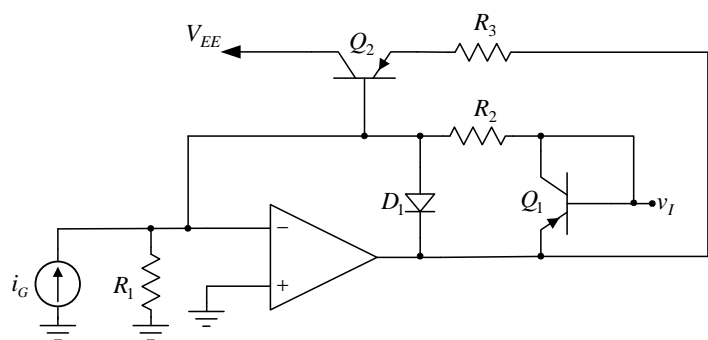 V_EE
Q_2
R_3
R_2
D_1
Q_1
v_I
−
+
i_G
R_1